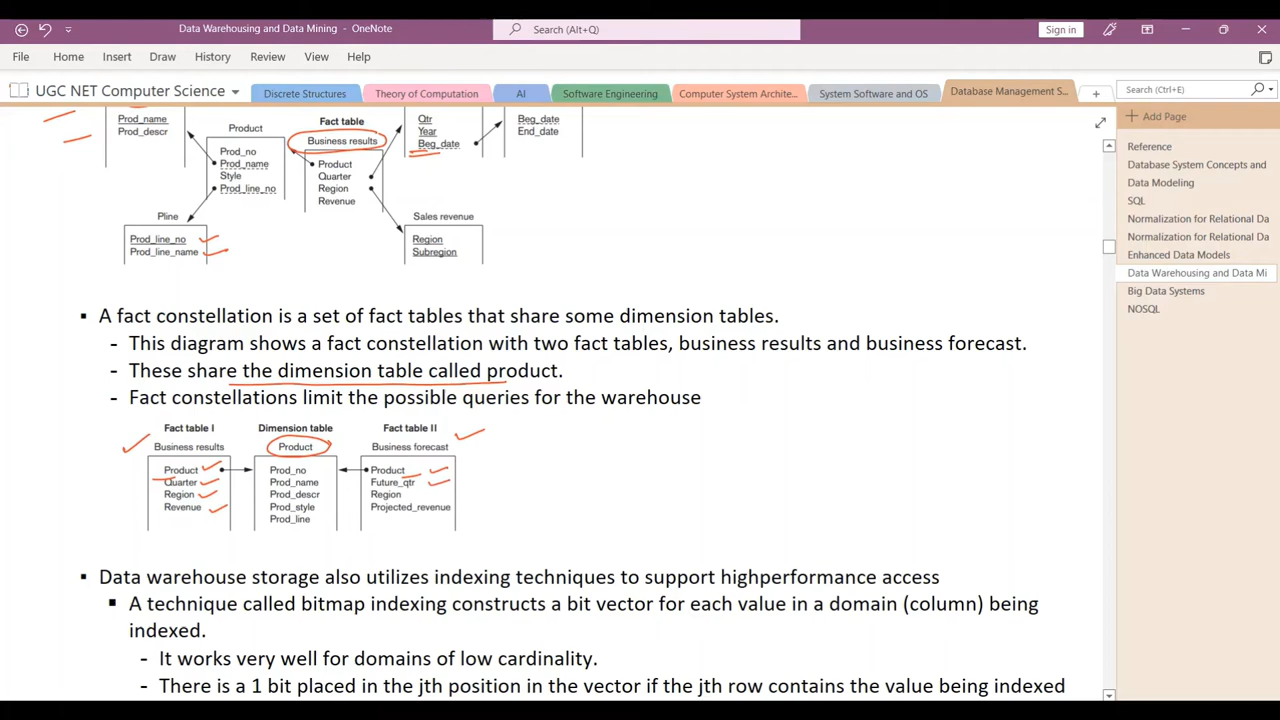 Data Warehousing and Data Mining - OneNote
Search (Alt+Q)
Sign in
File Home Insert Draw History Review View Help
UGC NET Computer Science
Discrete Structures
Theory of Computation
AI
Software Engineering
Computer System Archite...
System Software and OS
Database Management S...
+
Search (Ctrl+E)
Add Page
Reference
Database System Concepts and
Data Modeling
SQL
Normalization for Relational Da
Normalization for Relational Da
Enhanced Data Models
Data Warehousing and Data Mi
Big Data Systems
NOSQL
Prod_name
Prod_descr
Product
Prod_no
Prod_name
Style
Prod_line_no
Fact table
Business results
Product
Quarter
Region
Revenue
Qtr
Year
Beg_date
Beg_date
End_date
Pline
Prod_line_no
Prod_line_name
Sales revenue
Region
Subregion
▪ A fact constellation is a set of fact tables that share some dimension tables.
- This diagram shows a fact constellation with two fact tables, business results and business forecast.
- These share the dimension table called product.
- Fact constellations limit the possible queries for the warehouse
Fact table I
Business results
Product
Quarter
Region
Revenue
Dimension table
Product
Prod_no
Prod_name
Prod_descr
Prod_style
Prod_line
Fact table II
Business forecast
Product
Future_qtr
Region
Projected_revenue
▪ Data warehouse storage also utilizes indexing techniques to support highperformance access
▪ A technique called bitmap indexing constructs a bit vector for each value in a domain (column) being
indexed.
- It works very well for domains of low cardinality.
- There is a 1 bit placed in the jth position in the vector if the jth row contains the value being indexed